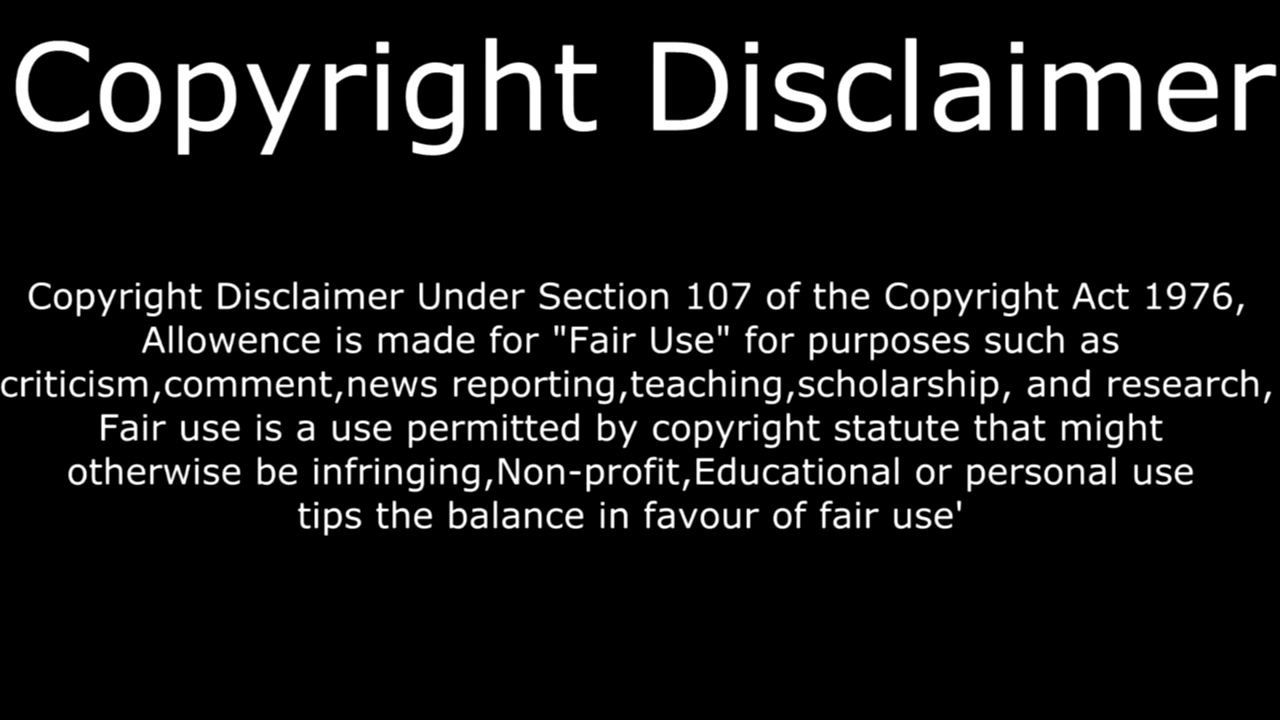 Copyright Disclaimer
Copyright Disclaimer Under Section 107 of the Copyright Act 1976,
Allowence is made for "Fair Use" for purposes such as
criticism,comment,news reporting,teaching,scholarship, and research,
Fair use is a use permitted by copyright statute that might
otherwise be infringing,Non-profit,Educational or personal use
tips the balance in favour of fair use'